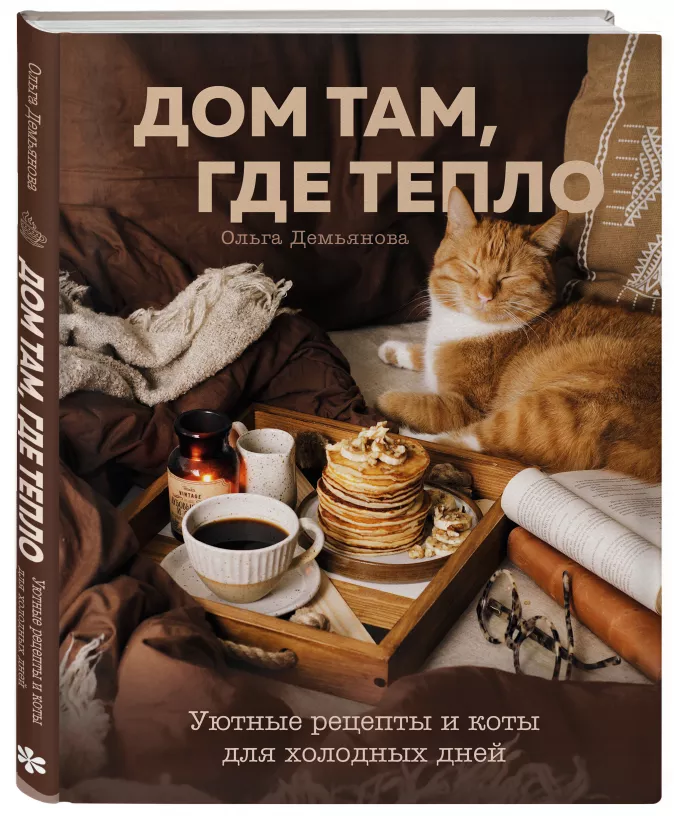 ДОМ ТАМ,
ГДЕ ТЕПЛО
Ольга Демьянова
Уютные рецепты и коты
для холодных дней
Ольга Демьянова
ДОМ ТАМ, ГДЕ ТЕПЛО
Уютные рецепты и коты
для холодных дней
VINTAGE